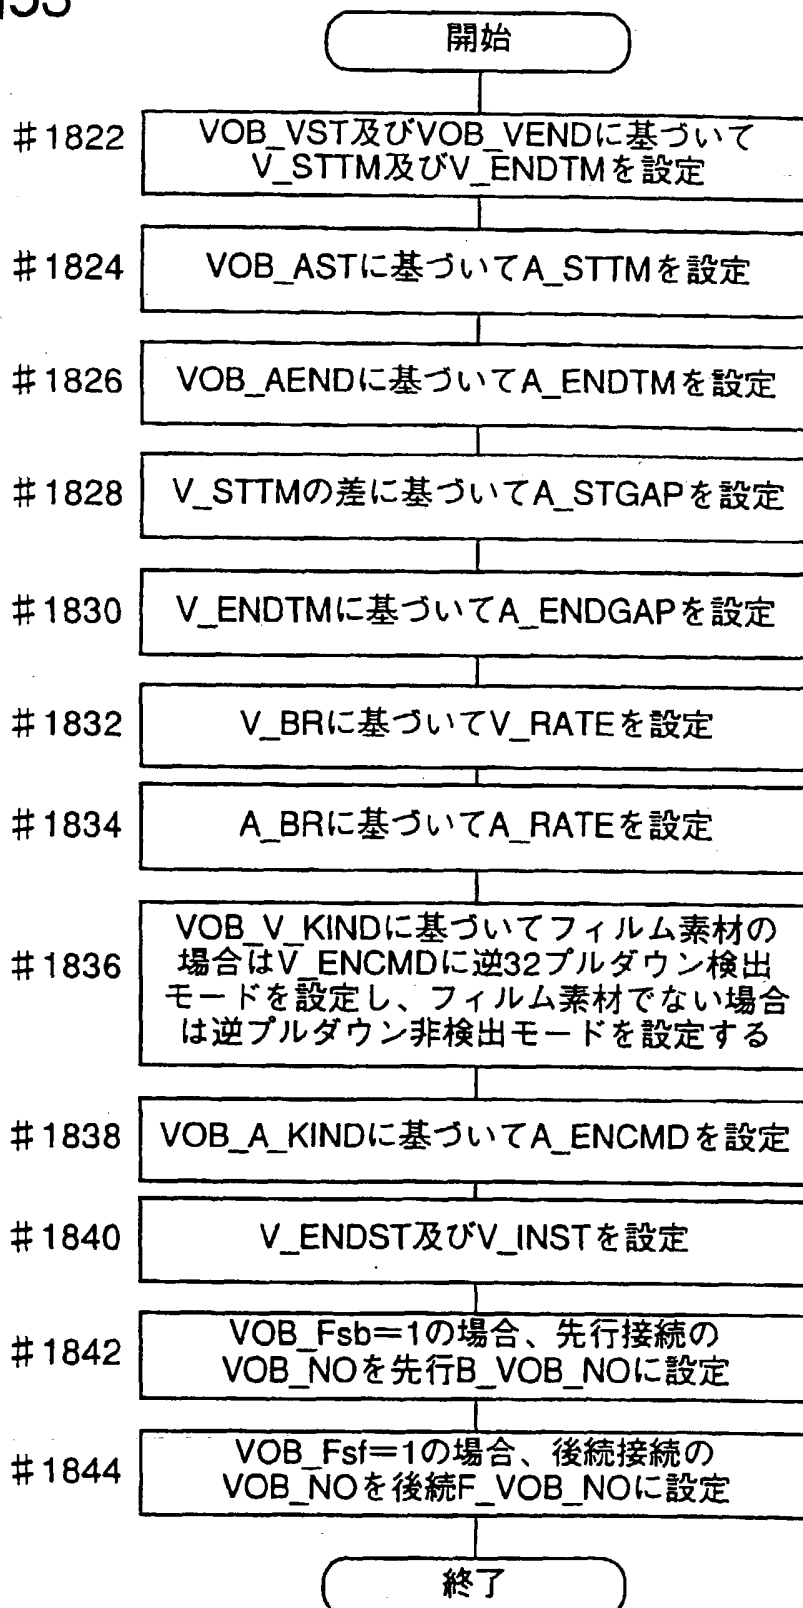 開始
#1822
VOB_VST及びVOB_VENDに基づいて
V_STTM及びV_ENDTMを設定
#1824
VOB_ASTに基づいてA_STTMを設定
#1826
VOB_AENDに基づいてA_ENDTMを設定
#1828
V_STTMの差に基づいてA_STGAPを設定
#1830
V_ENDTMに基づいてA_ENDGAPを設定
#1832
V_BRに基づいてV_RATEを設定
#1834
A_BRに基づいてA_RATEを設定
#1836
VOB_V_KINDに基づいてフィルム素材の
場合はV_ENCMDに逆32プルダウン検出
モードを設定し、フィルム素材でない場合
は逆プルダウン非検出モードを設定する
#1838
VOB_A_KINDに基づいてA_ENCMDを設定
#1840
V_ENDST及びV_INSTを設定
#1842
VOB_Fsb=1の場合、先行接続の
VOB_NOを先行B_VOB_NOに設定
#1844
VOB_Fsf=1の場合、後続接続の
VOB_NOを後続F_VOB_NOに設定
終了